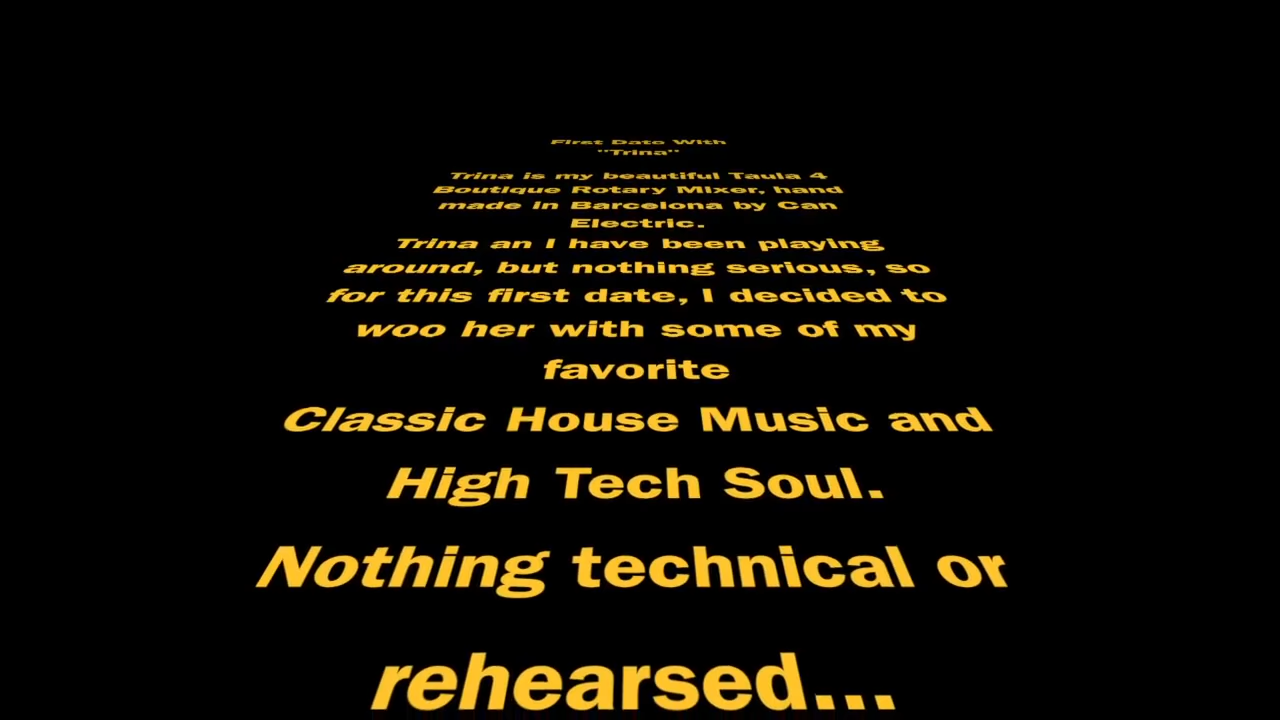 First Date With
"Trina"
Trina is my beautiful Taula 4
Boutique Rotary Mixer, hand
made in Barcelona by Can
Electric.
Trina an I have been playing
around, but nothing serious, so
for this first date, I decided to
woo her with some of my
favorite
Classic House Music and
High Tech Soul.
Nothing technical or
rehearsed...